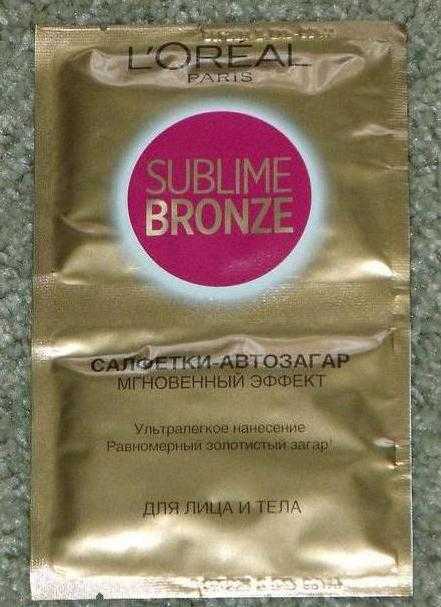 L'ORÉAL
PARIS
SUBLIME
BRONZE
САЛФЕТКИ-АВТОЗАГАР
МГНОВЕННЫЙ ЭФФЕКТ
Ультралегкое нанесение
Равномерный золотистый загар
ДЛЯ ЛИЦА И ТЕЛА